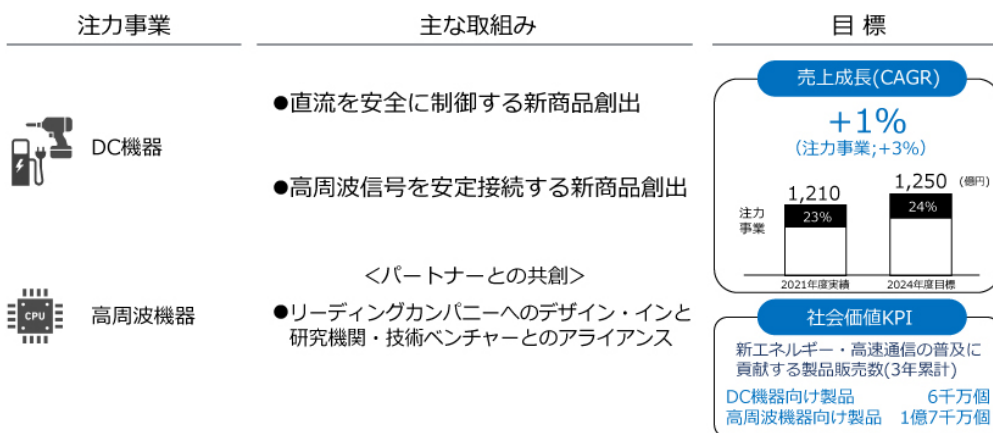 注力事業
主な取組み
目 標
DC機器
●直流を安全に制御する新商品創出
●高周波信号を安定接続する新商品創出
CPU
高周波機器
<パートナーとの共創>
●リーディングカンパニーへのデザイン・インと
研究機関・技術ベンチャーとのアライアンス
売上成長(CAGR)
+1%
(注力事業;+3%)
1,210
1,250
(億円)
注力
事業
23%
24%
2021年度実績
2024年度目標
社会価値KPI
新エネルギー・高速通信の普及に
貢献する製品販売数(3年累計)
DC機器向け製品 6千万個
高周波機器向け製品 1億7千万個